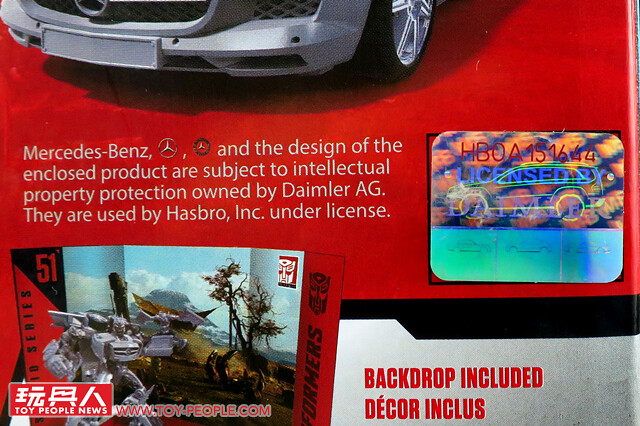 Mercedes-Benz, , and the design of the
enclosed product are subject to intellectual
property protection owned by Daimler AG.
They are used by Hasbro, Inc. under license.
HBOA151644
LICENSED BY
DAIMLER
51
BACKDROP INCLUDED
DÉCOR INCLUS
玩具人
TOY PEOPLE NEWS
WWW.TOY-PEOPLE.COM